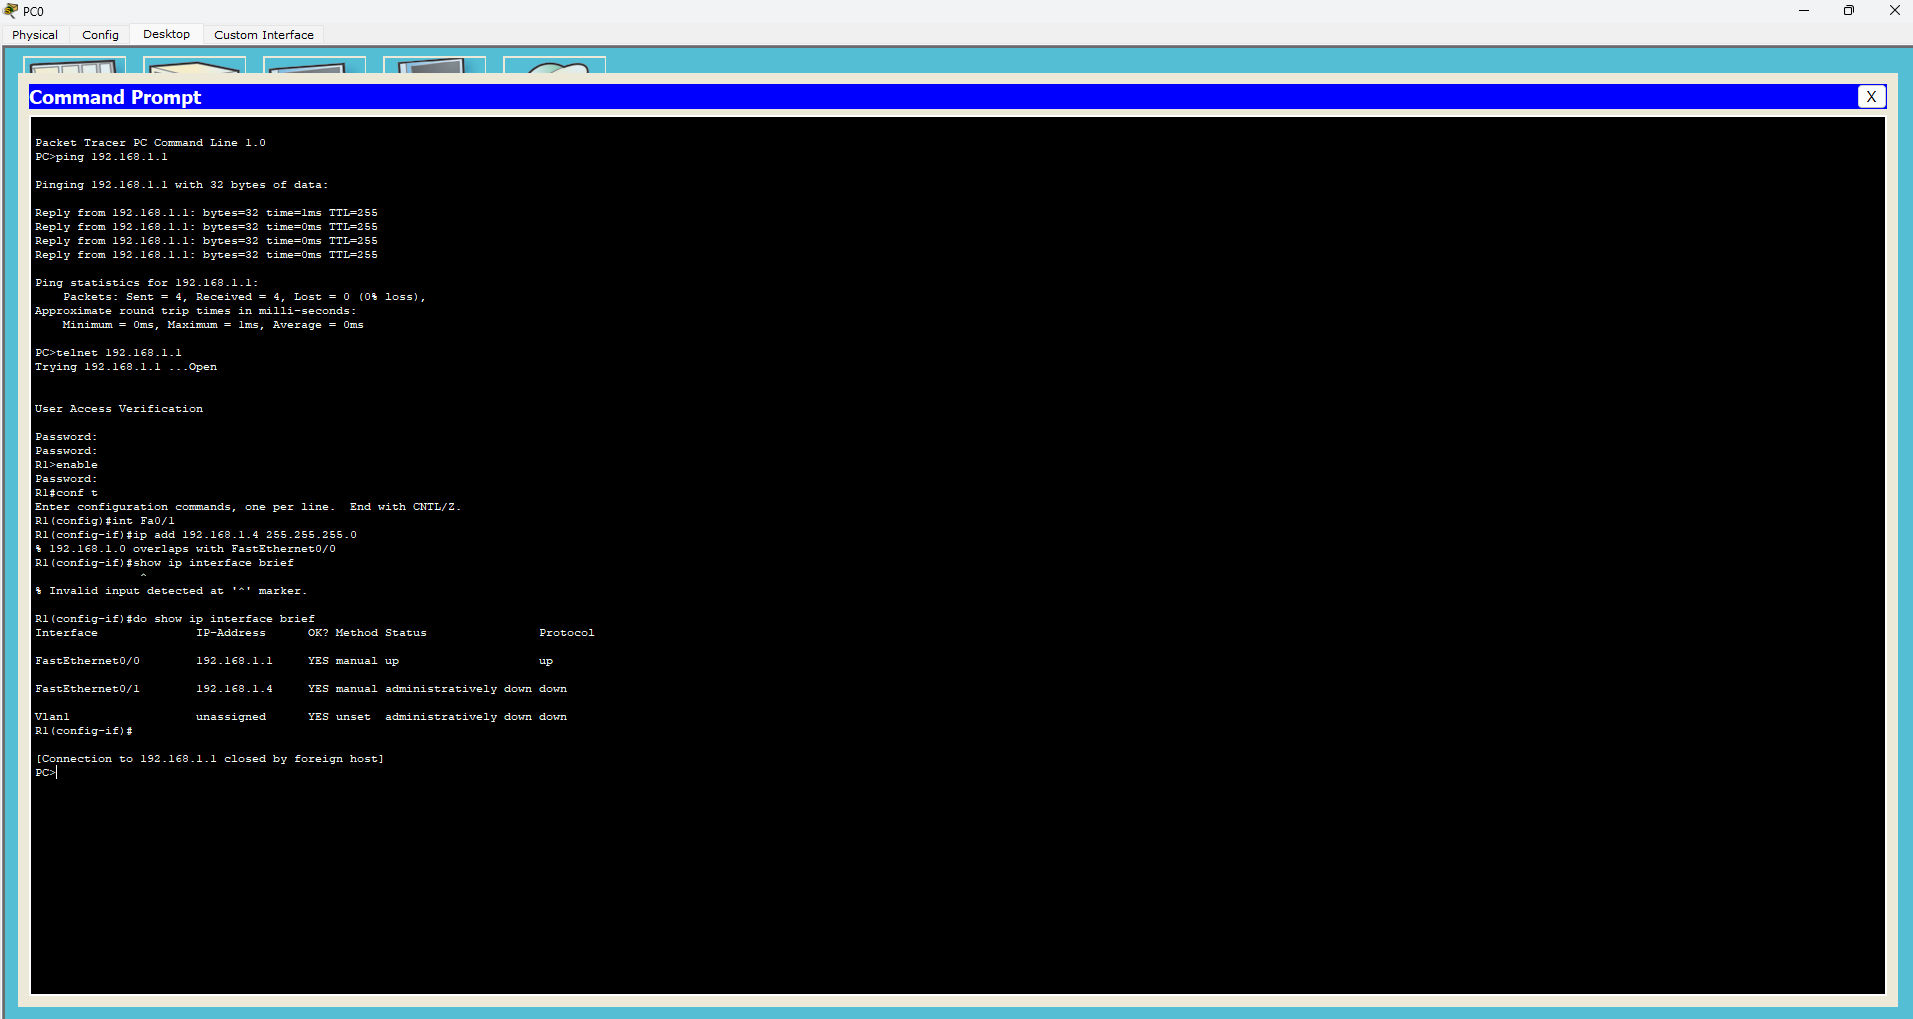 PC0
Physical Config Desktop Custom Interface
Command Prompt X
Packet Tracer PC Command Line 1.0
PC>ping 192.168.1.1
Pinging 192.168.1.1 with 32 bytes of data:
Reply from 192.168.1.1: bytes=32 time=1ms TTL=255
Reply from 192.168.1.1: bytes=32 time=0ms TTL=255
Reply from 192.168.1.1: bytes=32 time=0ms TTL=255
Reply from 192.168.1.1: bytes=32 time=0ms TTL=255
Ping statistics for 192.168.1.1:
    Packets: Sent = 4, Received = 4, Lost = 0 (0% loss),
Approximate round trip times in milli-seconds:
    Minimum = 0ms, Maximum = 1ms, Average = 0ms
PC>telnet 192.168.1.1
Trying 192.168.1.1 ...Open
User Access Verification
Password:
Password:
R1>enable
Password:
R1#conf t
Enter configuration commands, one per line.  End with CNTL/Z.
R1(config)#int Fa0/1
R1(config-if)#ip add 192.168.1.4 255.255.255.0
% 192.168.1.0 overlaps with FastEthernet0/0
R1(config-if)#show ip interface brief
               ^
% Invalid input detected at '^' marker.
R1(config-if)#do show ip interface brief
Interface              IP-Address      OK? Method Status                Protocol
FastEthernet0/0        192.168.1.1     YES manual up                    up
FastEthernet0/1        192.168.1.4     YES manual administratively down down
Vlan1                  unassigned      YES unset  administratively down down
R1(config-if)#
[Connection to 192.168.1.1 closed by foreign host]
PC>